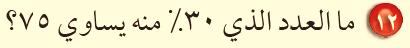 ١٢ ما العدد الذي ٣٠٪ منه يساوي ٧٥؟